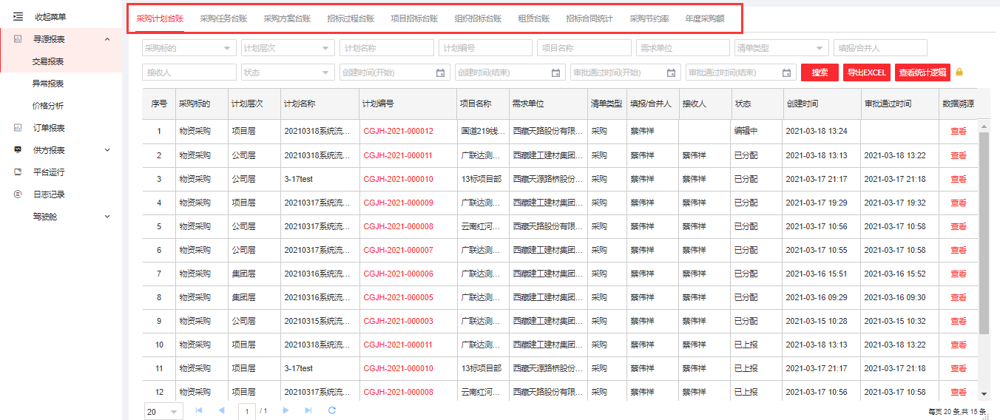 收起菜单
寻源报表
交易报表
异常报表
价格分析
订单报表
供方报表
平台运行
日志记录
驾驶舱
采购计划台账 采购任务台账 采购方案台账 招标过程台账 项目招标台账 组织招标台账 租赁台账 招标合同统计 采购节约率 年度采购额
采购标的 计划层次 计划名称 计划编号 项目名称 需求单位 清单类型 填报/合并人
接收人 状态 创建时间(开始) 创建时间(结束) 审批通过时间(开始) 审批通过时间(结束) 搜索 导出EXCEL 查看统计逻辑
序号 采购标的 计划层次 计划名称 计划编号 项目名称 需求单位 清单类型 填报/合并人 接收人 状态 创建时间 审批通过时间 数据溯源
1 物资采购 项目层 20210318系统流... CGJH-2021-000012 国道219线... 西藏天路股份有限... 采购 蔡伟祥 编辑中 2021-03-18 13:24 查看
2 物资采购 公司层 20210318系统流... CGJH-2021-000011 广联达测... 西藏建工建材集团... 采购 蔡伟祥 蔡伟祥 已分配 2021-03-18 13:13 2021-03-18 13:22 查看
3 物资采购 公司层 3-17test CGJH-2021-000010 13标项目部 西藏天源路桥股份... 采购 蔡伟祥 蔡伟祥 已分配 2021-03-17 21:17 2021-03-17 21:18 查看
4 物资采购 项目层 20210317系统流... CGJH-2021-000009 广联达测... 西藏建工建材集团... 采购 蔡伟祥 蔡伟祥 已分配 2021-03-17 19:29 2021-03-17 19:32 查看
5 物资采购 公司层 20210317系统流... CGJH-2021-000008 云南红河... 西藏天路股份有限... 采购 蔡伟祥 蔡伟祥 已分配 2021-03-17 10:56 2021-03-17 10:58 查看
6 物资采购 公司层 20210317系统流... CGJH-2021-000007 广联达测... 西藏建工建材集团... 采购 蔡伟祥 蔡伟祥 已分配 2021-03-17 10:55 2021-03-17 10:58 查看
7 物资采购 集团层 20210316系统流... CGJH-2021-000006 广联达测... 西藏建工建材集团... 采购 蔡伟祥 蔡伟祥 已分配 2021-03-16 15:51 2021-03-16 15:52 查看
8 物资采购 集团层 20210316系统流... CGJH-2021-000005 广联达测... 西藏建工建材集团... 采购 蔡伟祥 蔡伟祥 已分配 2021-03-16 09:29 2021-03-16 09:30 查看
9 物资采购 公司层 20210315系统流... CGJH-2021-000003 广联达测... 西藏建工建材集团... 采购 蔡伟祥 蔡伟祥 已分配 2021-03-15 10:28 2021-03-15 10:32 查看
10 物资采购 项目层 20210318系统流... CGJH-2021-000011 广联达测... 西藏建工建材集团... 采购 蔡伟祥 蔡伟祥 已上报 2021-03-18 13:13 2021-03-18 13:22 查看
11 物资采购 项目层 3-17test CGJH-2021-000010 13标项目部 西藏天源路桥股份... 采购 蔡伟祥 蔡伟祥 已上报 2021-03-17 21:17 2021-03-17 21:18 查看
12 物资采购 项目层 20210317系统流... CGJH-2021-000008 云南红河... 西藏天路股份有限... 采购 蔡伟祥 蔡伟祥 已上报 2021-03-17 10:56 2021-03-17 10:58 查看
20 1 / 1 每页 20 条,共 15 条